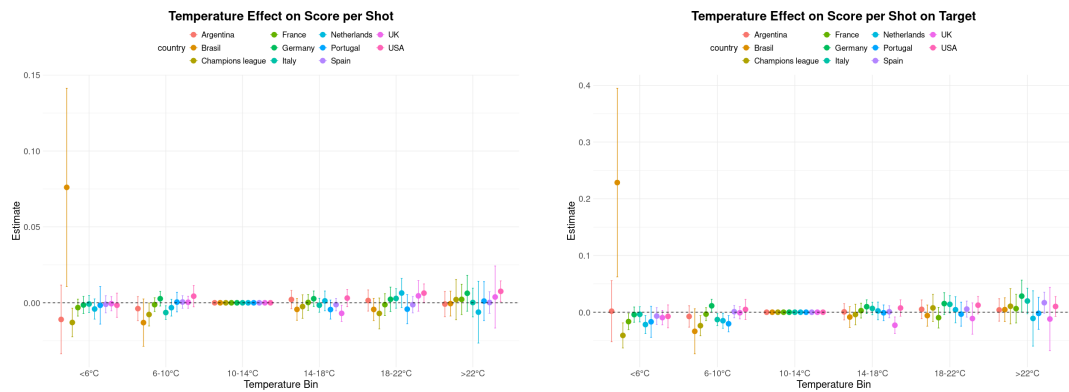 Temperature Effect on Score per Shot
Argentina France Netherlands UK
country Brasil Germany Portugal USA
Champions league Italy Spain
0.15
0.10
0.05
0.00
Estimate
<6°C 6-10°C 10-14°C 14-18°C 18-22°C >22°C
Temperature Bin
Temperature Effect on Score per Shot on Target
Argentina France Netherlands UK
country Brasil Germany Portugal USA
Champions league Italy Spain
0.4
0.3
0.2
0.1
0.0
Estimate
<6°C 6-10°C 10-14°C 14-18°C 18-22°C >22°C
Temperature Bin